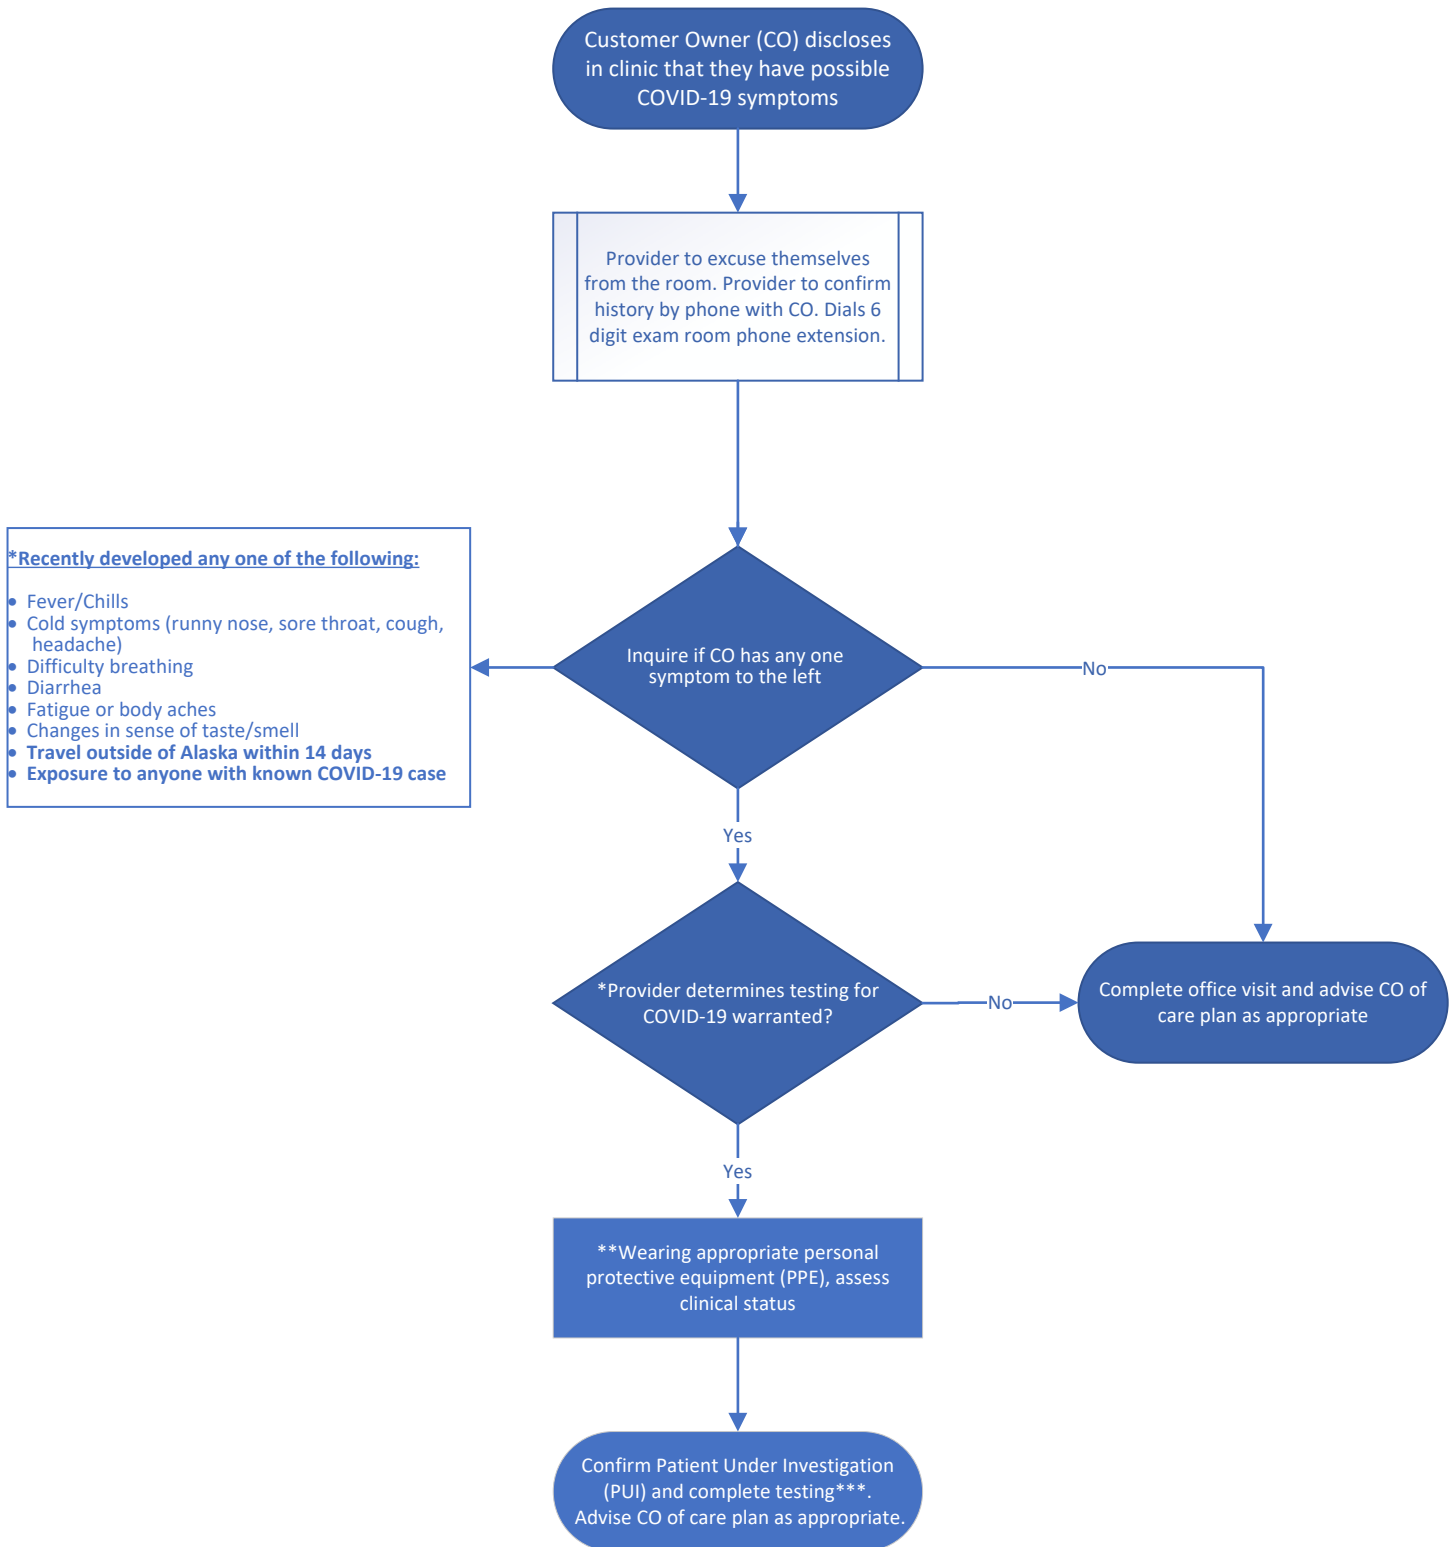 Customer Owner (CO) discloses
in clinic that they have possible
COVID-19 symptoms
Provider to excuse themselves
from the room. Provider to confirm
history by phone with CO. Dials 6
digit exam room phone extension.
*Recently developed any one of the following:
• Fever/Chills
• Cold symptoms (runny nose, sore throat, cough,
headache)
• Difficulty breathing
• Diarrhea
• Fatigue or body aches
• Changes in sense of taste/smell
• Travel outside of Alaska within 14 days
• Exposure to anyone with known COVID-19 case
Inquire if CO has any one
symptom to the left
No
Yes
*Provider determines testing for
COVID-19 warranted?
No
Complete office visit and advise CO of
care plan as appropriate
Yes
**Wearing appropriate personal
protective equipment (PPE), assess
clinical status
Confirm Patient Under Investigation
(PUI) and complete testing***.
Advise CO of care plan as appropriate.